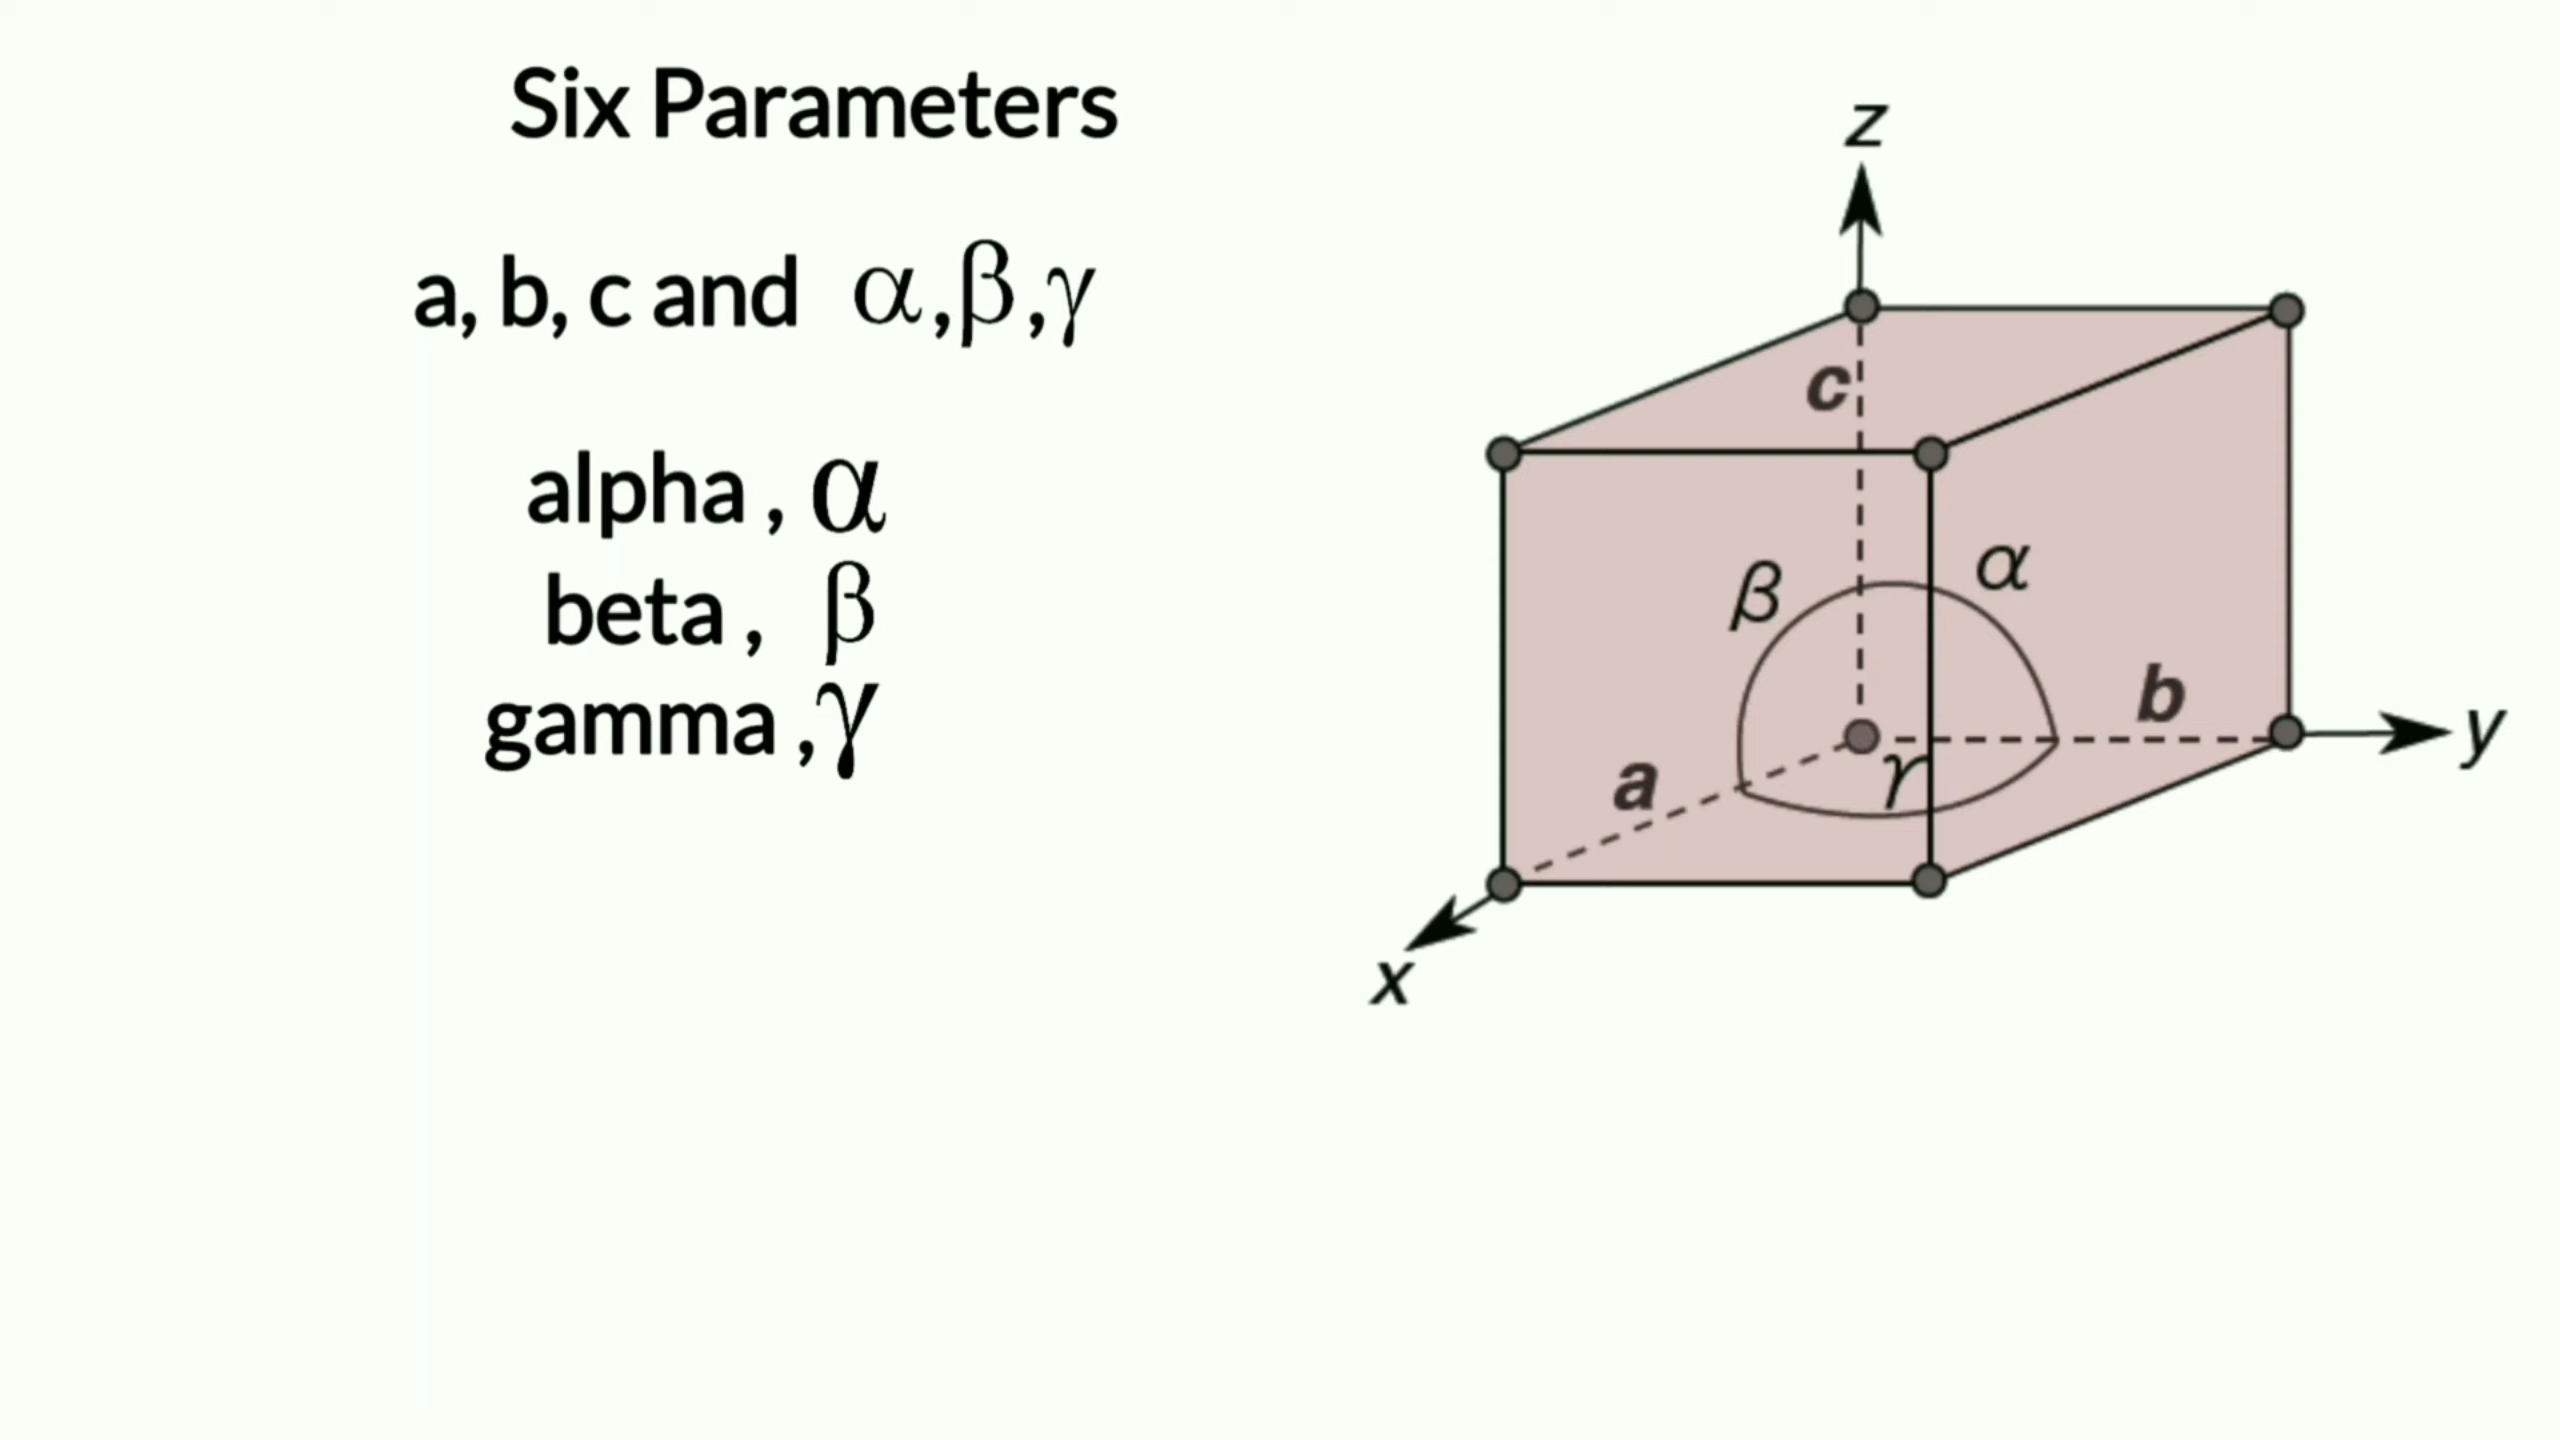 Six Parameters
a, b, c and α,β,γ
alpha , α
beta , β
gamma ,γ
z
c
β
α
b
y
a
γ
x